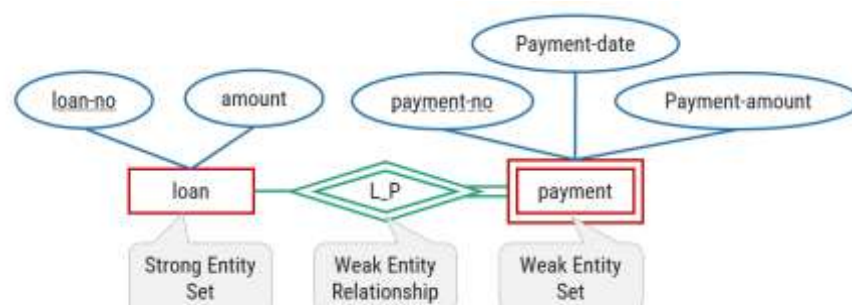 Payment-date
loan-no
amount
payment-no
Payment-amount
loan
L_P
payment
Strong Entity
Set
Weak Entity
Relationship
Weak Entity
Set